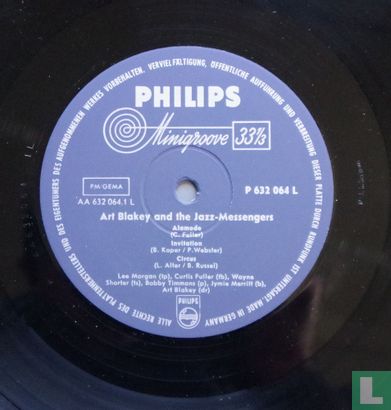 ALLE RECHTE DES PLATTENHERSTELLERS UND DES EIGENTÜMERS DES AUFGENOMMENEN WERKES VORBEHALTEN. VERVIELFÄLTIGUNG, ÖFFENTLICHE AUFFÜHRUNG UND VERBREITUNG DIESER PLATTE DURCH RUNDFUNK IST UNTERSAGT. MADE IN GERMANY
PHILIPS
Minigroove 33⅓
PM/GEMA
AA 632 064.1 L
P 632 064 L
Art Blakey and the Jazz-Messengers
Alamode
(C. Fuller)
Invitation
(B. Kaper / P. Webster)
Circus
(L. Alter / B. Russel)
Lee Morgan (tp), Curtis Fuller (tb), Wayne
Shorter (ts), Bobby Timmons (p), Jymie Merritt (b),
Art Blakey (dr)
PHILIPS
catawiki